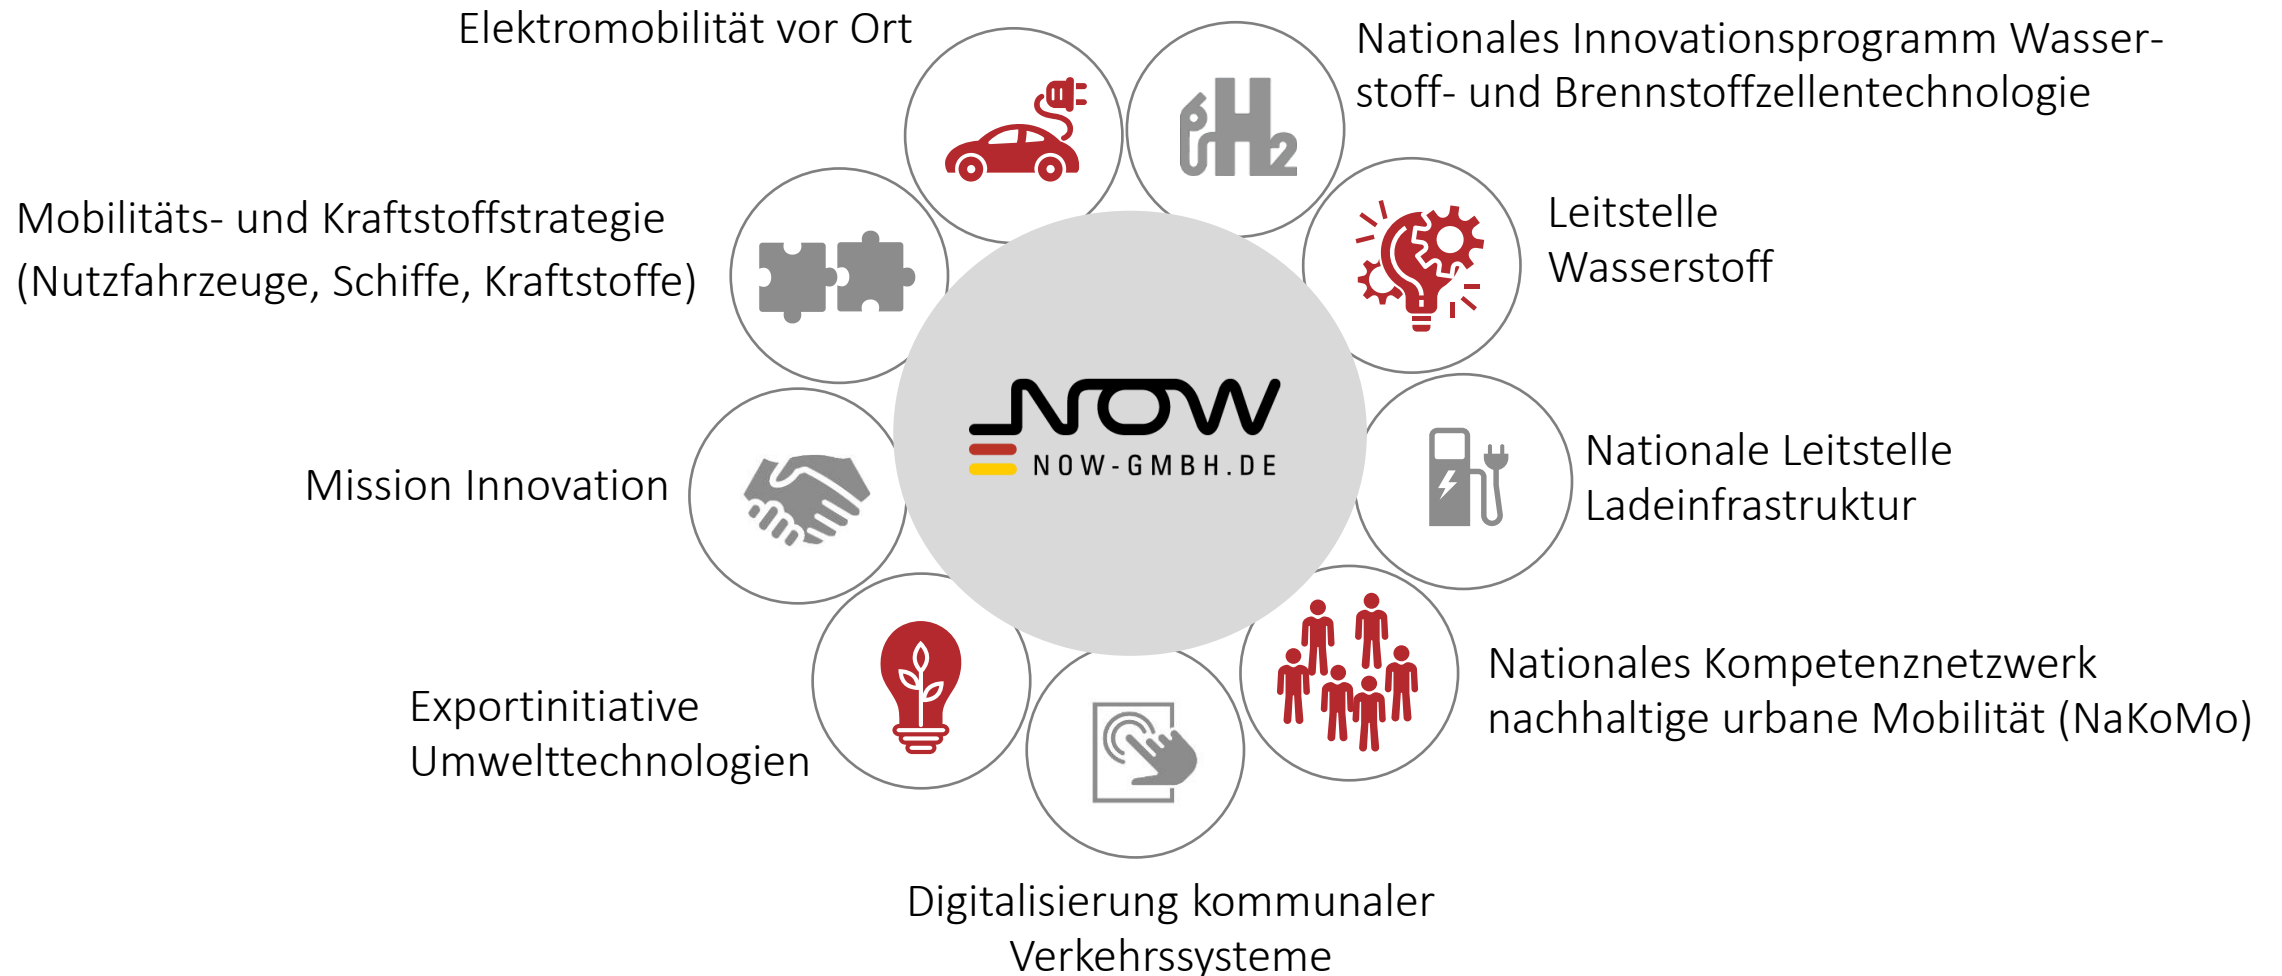 Elektromobilität vor Ort
Nationales Innovationsprogramm Wasser-
stoff- und Brennstoffzellentechnologie
H2
Mobilitäts- und Kraftstoffstrategie
(Nutzfahrzeuge, Schiffe, Kraftstoffe)
Leitstelle
Wasserstoff
NOW
NOW-GMBH.DE
Mission Innovation
Nationale Leitstelle
Ladeinfrastruktur
Exportinitiative
Umwelttechnologien
Nationales Kompetenznetzwerk
nachhaltige urbane Mobilität (NaKoMo)
Digitalisierung kommunaler
Verkehrssysteme